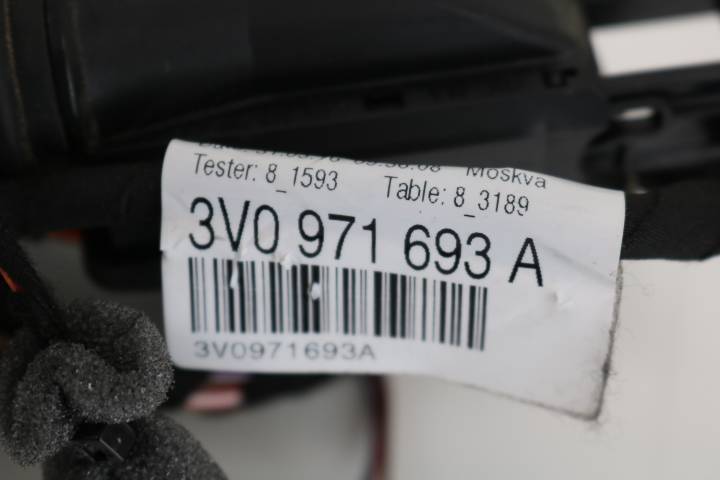 Moskva
Tester: 8_1593 Table: 8_3189
3V0 971 693 A
3V0971693A